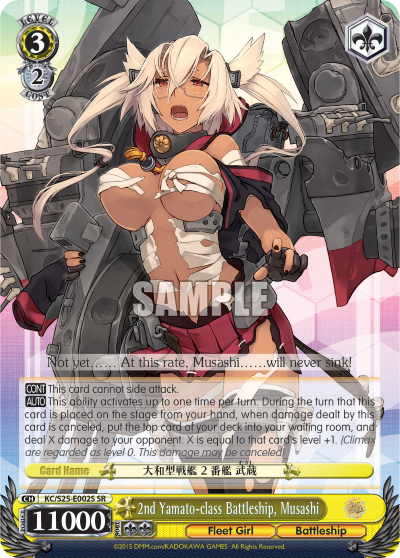 LEVEL
3
2
COST
SAMPLE
Not yet…… At this rate, Musashi……will never sink!
CONT This card cannot side attack.
AUTO This ability activates up to one time per turn. During the turn that this
card is placed on the stage from your hand, when damage dealt by this
card is canceled, put the top card of your deck into your waiting room, and
deal X damage to your opponent. X is equal to that card's level +1. (Climax
are regarded as level 0. This damage may be canceled)
Card Name 大和型戦艦 2 番艦 武蔵
KC/S25-E002S SR
2nd Yamato-class Battleship, Musashi
POWER 11000 SOUL Fleet Girl Battleship
©2015 DMM.com/KADOKAWA GAMES All Rights Reserved.